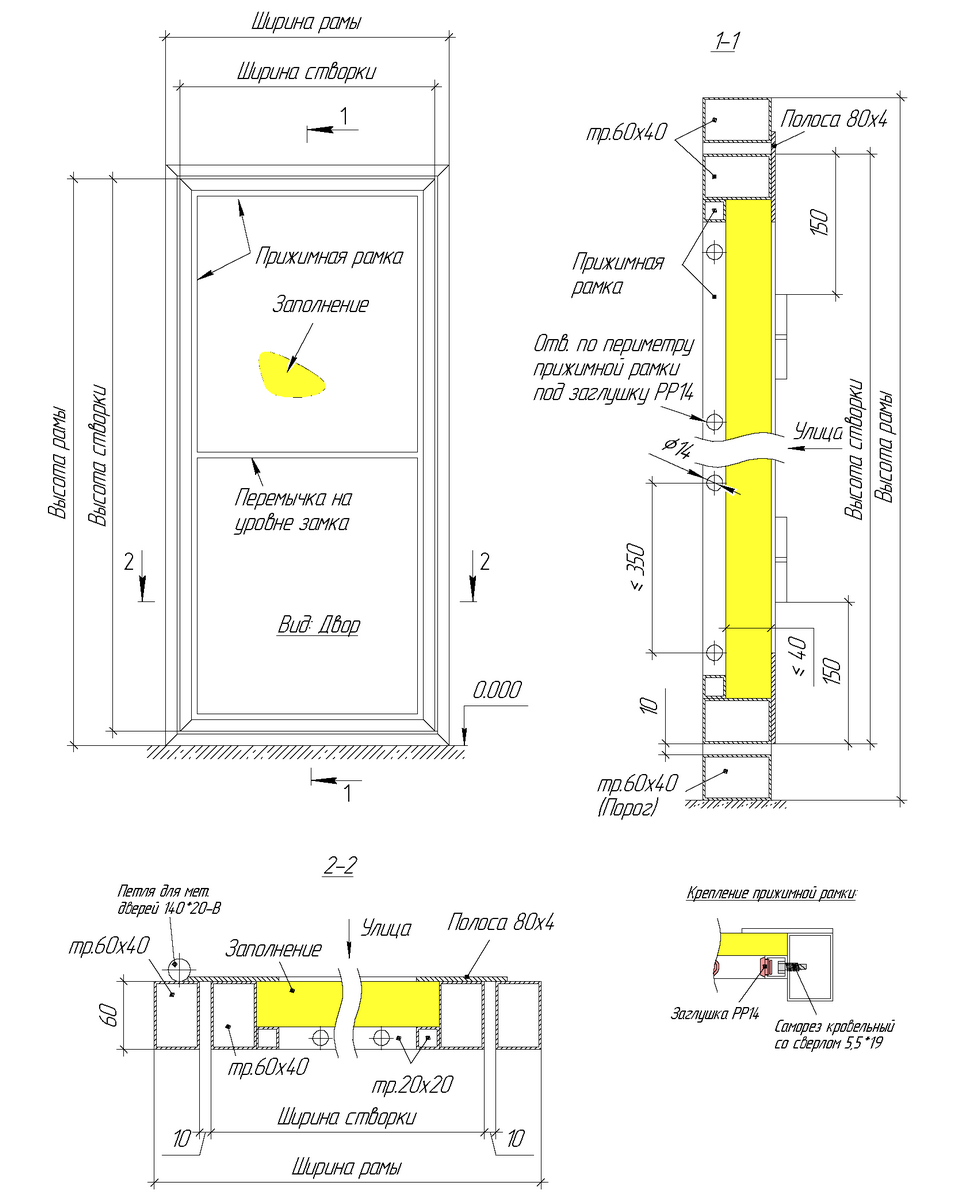 Ширина рамы
Ширина створки
1
Прижимная рамка
Заполнение
Высота рамы
Высота створки
Перемычка на
уровне замка
2
2
Вид: Двор
0.000
1
1-1
тр.60х40
Полоса 80х4
150
Прижимная
рамка
Отв. по периметру
прижимной рамки
под заглушку РР14
Улица
⌀14
Высота створки
Высота рамы
≤ 350
≤ 40
150
10
тр.60х40
(Порог)
2-2
Петля для мет.
дверей 140*20-В
тр.60х40
Заполнение
Улица
Полоса 80х4
60
тр.60х40
тр.20х20
Ширина створки
10
10
Ширина рамы
Крепление прижимной рамки:
Заглушка РР14
Саморез кровельный
со сверлом 5,5*19